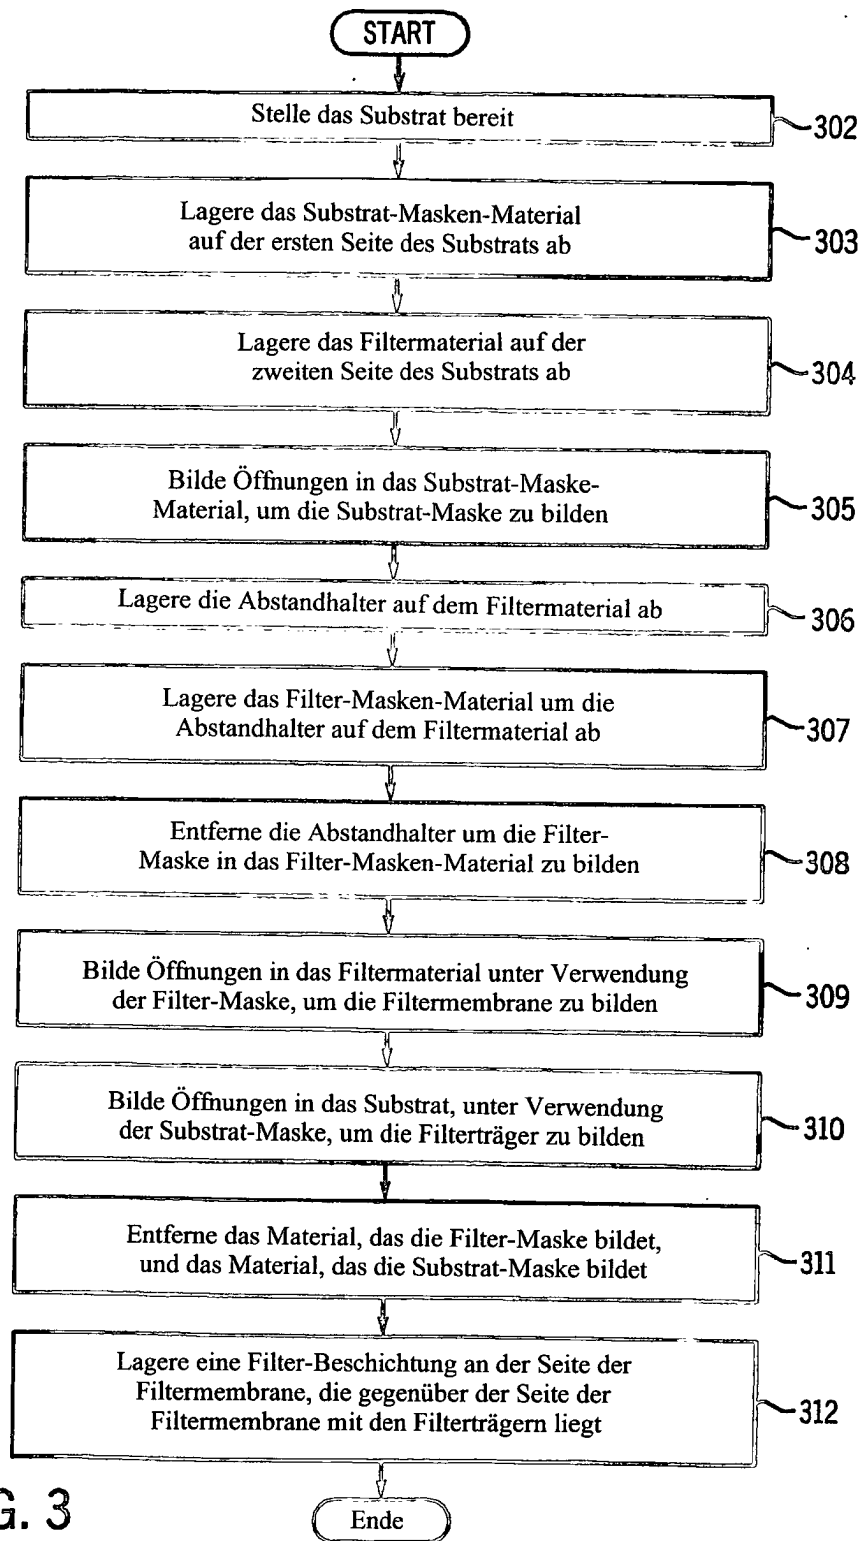 START
Stelle das Substrat bereit
302
Lagere das Substrat-Masken-Material
auf der ersten Seite des Substrats ab
303
Lagere das Filtermaterial auf der
zweiten Seite des Substrats ab
304
Bilde Öffnungen in das Substrat-Maske-
Material, um die Substrat-Maske zu bilden
305
Lagere die Abstandhalter auf dem Filtermaterial ab
306
Lagere das Filter-Masken-Material um die
Abstandhalter auf dem Filtermaterial ab
307
Entferne die Abstandhalter um die Filter-
Maske in das Filter-Masken-Material zu bilden
308
Bilde Öffnungen in das Filtermaterial unter Verwendung
der Filter-Maske, um die Filtermembrane zu bilden
309
Bilde Öffnungen in das Substrat, unter Verwendung
der Substrat-Maske, um die Filterträger zu bilden
310
Entferne das Material, das die Filter-Maske bildet,
und das Material, das die Substrat-Maske bildet
311
Lagere eine Filter-Beschichtung an der Seite der
Filtermembrane, die gegenüber der Seite der
Filtermembrane mit den Filterträgern liegt
312
G. 3
Ende